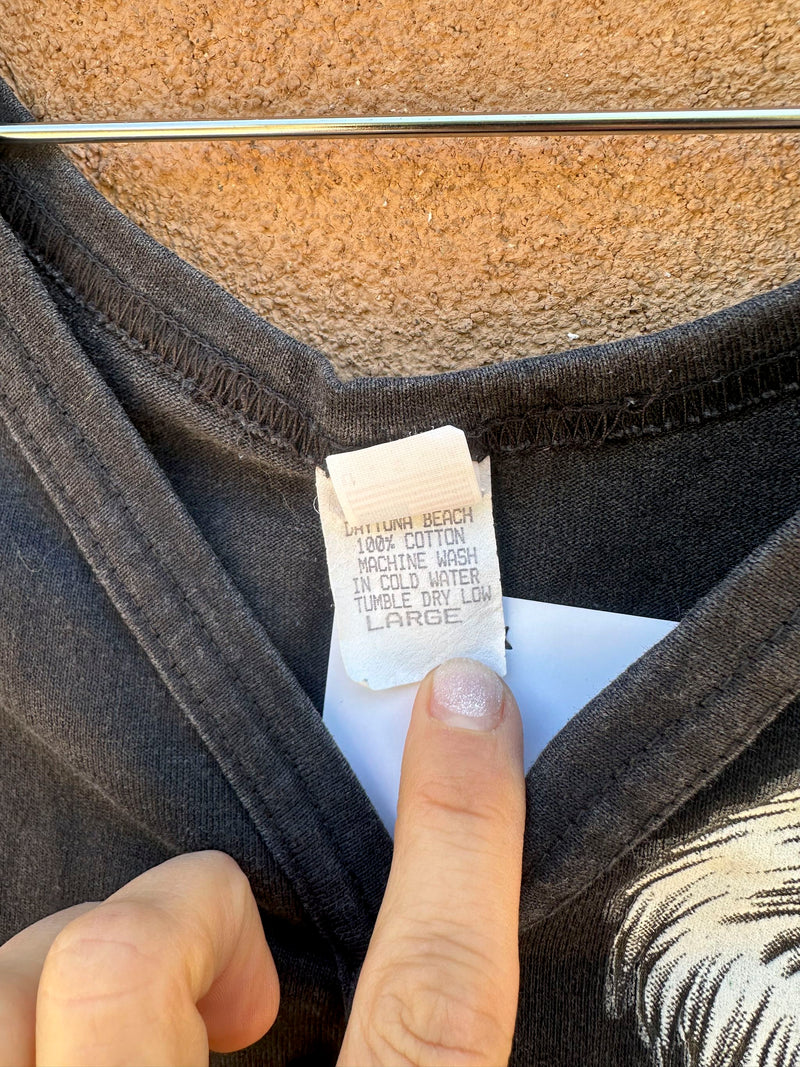 DAYTONA BEACH
100% COTTON
MACHINE WASH
IN COLD WATER
TUMBLE DRY LOW
LARGE